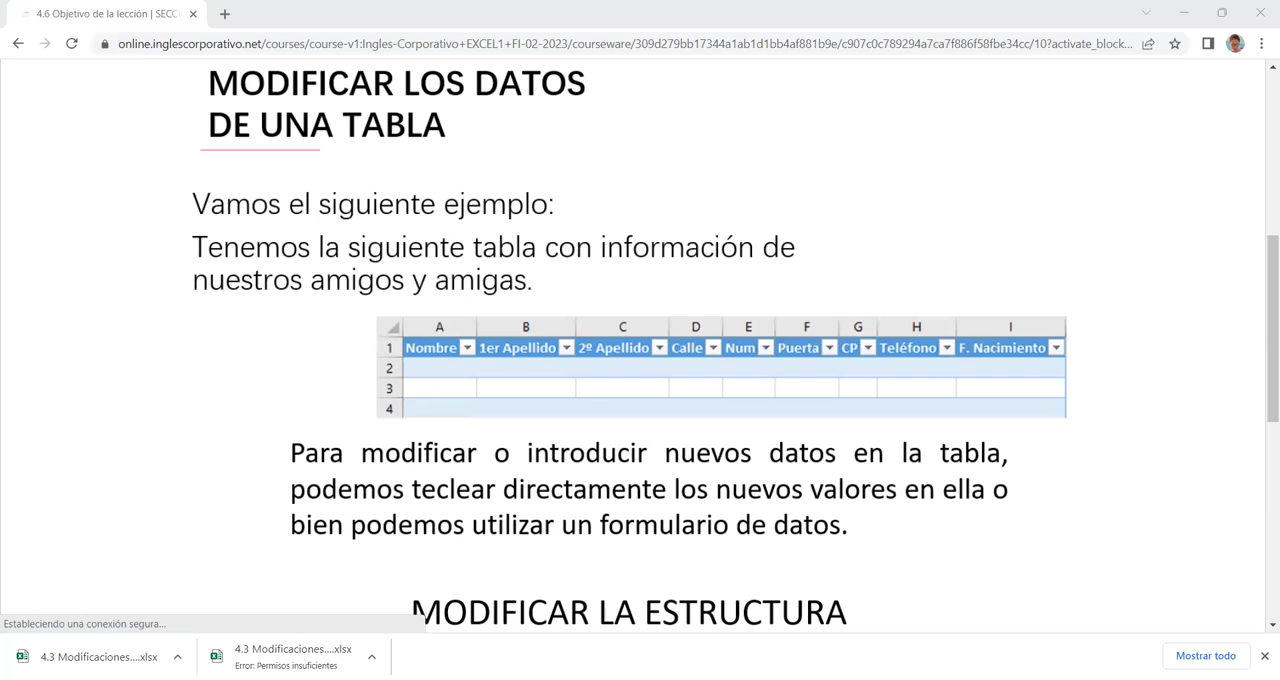 4.6 Objetivo de la lección | SECCI
online.inglescorporativo.net/courses/course-v1:Ingles-Corporativo+EXCEL1+FI-02-2023/courseware/309d279bb17344a1ab1d1bb4af881b9e/c907c0c789294a7ca7f886f58fbe34cc/10?activate_block...
MODIFICAR LOS DATOS
DE UNA TABLA
Vamos el siguiente ejemplo:
Tenemos la siguiente tabla con información de
nuestros amigos y amigas.
A B C D E F G H I
1 Nombre 1er Apellido 2º Apellido Calle Num Puerta CP Teléfono F. Nacimiento
2
3
4
Para modificar o introducir nuevos datos en la tabla,
podemos teclear directamente los nuevos valores en ella o
bien podemos utilizar un formulario de datos.
MODIFICAR LA ESTRUCTURA
Estableciendo una conexión segura...
4.3 Modificaciones....xlsx
4.3 Modificaciones....xlsx
Error: Permisos insuficientes
Mostrar todo